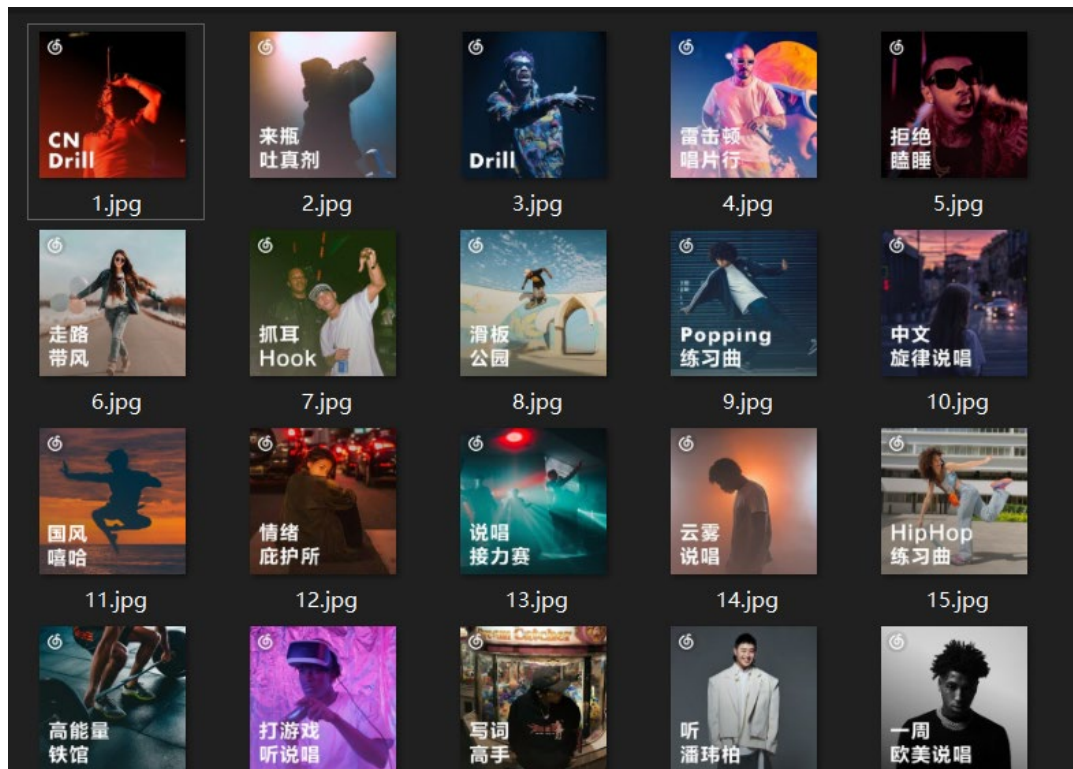 CN
Drill
1.jpg
来瓶
吐真剂
2.jpg
Drill
3.jpg
雷击顿
唱片行
4.jpg
拒绝
瞌睡
5.jpg
走路
带风
6.jpg
抓耳
Hook
7.jpg
滑板
公园
8.jpg
Popping
练习曲
9.jpg
中文
旋律说唱
10.jpg
国风
嘻哈
11.jpg
情绪
庇护所
12.jpg
说唱
接力赛
13.jpg
云雾
说唱
14.jpg
HipHop
练习曲
15.jpg
高能量
铁馆
打游戏
听说唱
Dream Catcher
写词
高手
听
潘玮柏
一周
欧美说唱